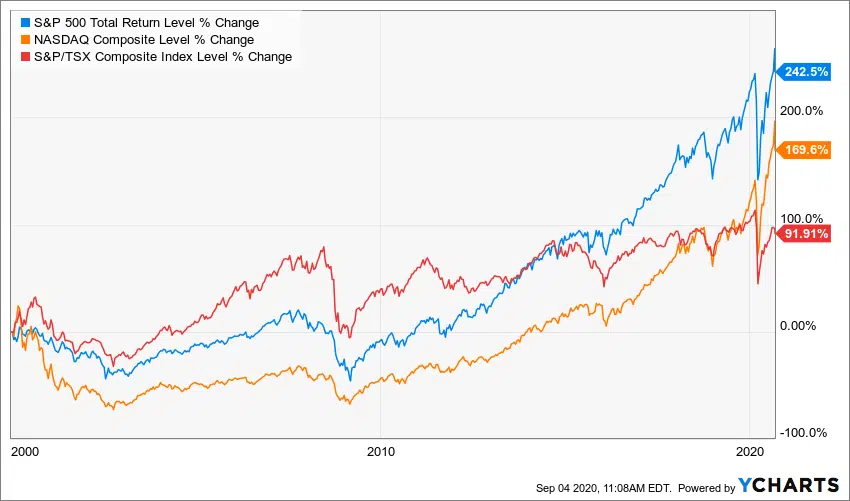 S&P 500 Total Return Level % Change
NASDAQ Composite Level % Change
S&P/TSX Composite Index Level % Change
242.5%
200.0%
169.6%
100.0%
91.91%
0.00%
-100.0%
2000 2010 2020
Sep 04 2020, 11:08AM EDT. Powered by YCHARTS